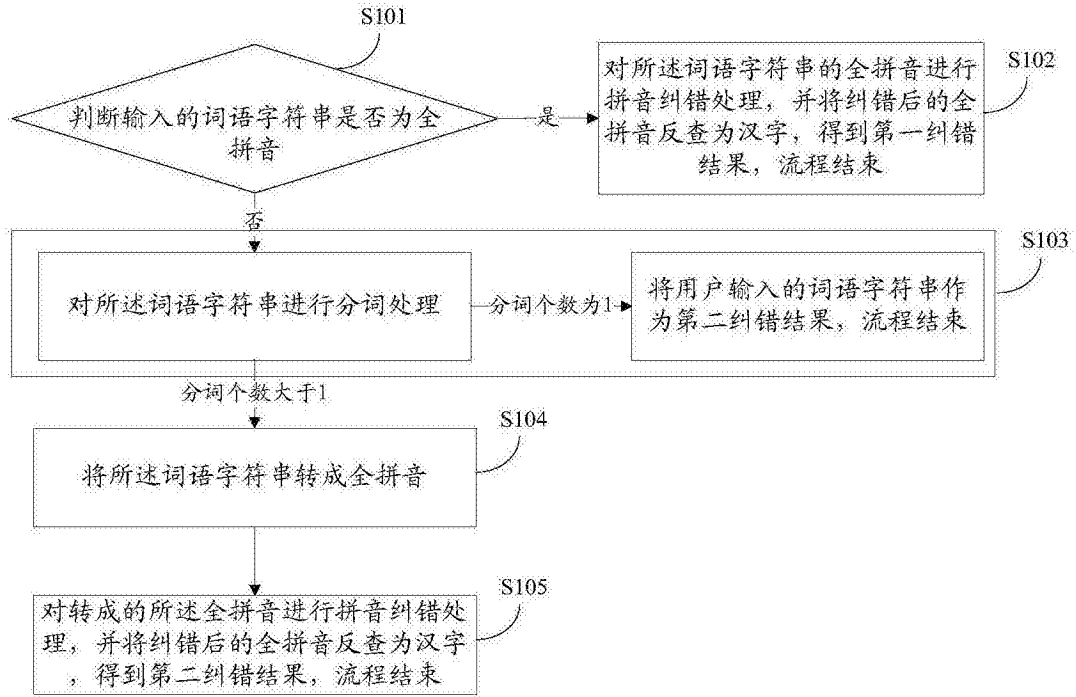 S101
判断输入的词语字符串是否为全
拼音
是
S102
对所述词语字符串的全拼音进行
拼音纠错处理，并将纠错后的全
拼音反查为汉字，得到第一纠错
结果，流程结束
否
S103
对所述词语字符串进行分词处理
分词个数为1
将用户输入的词语字符串作
为第二纠错结果，流程结束
分词个数大于1
S104
将所述词语字符串转成全拼音
S105
对转成的所述全拼音进行拼音纠错处
理，并将纠错后的全拼音反查为汉字
，得到第二纠错结果，流程结束